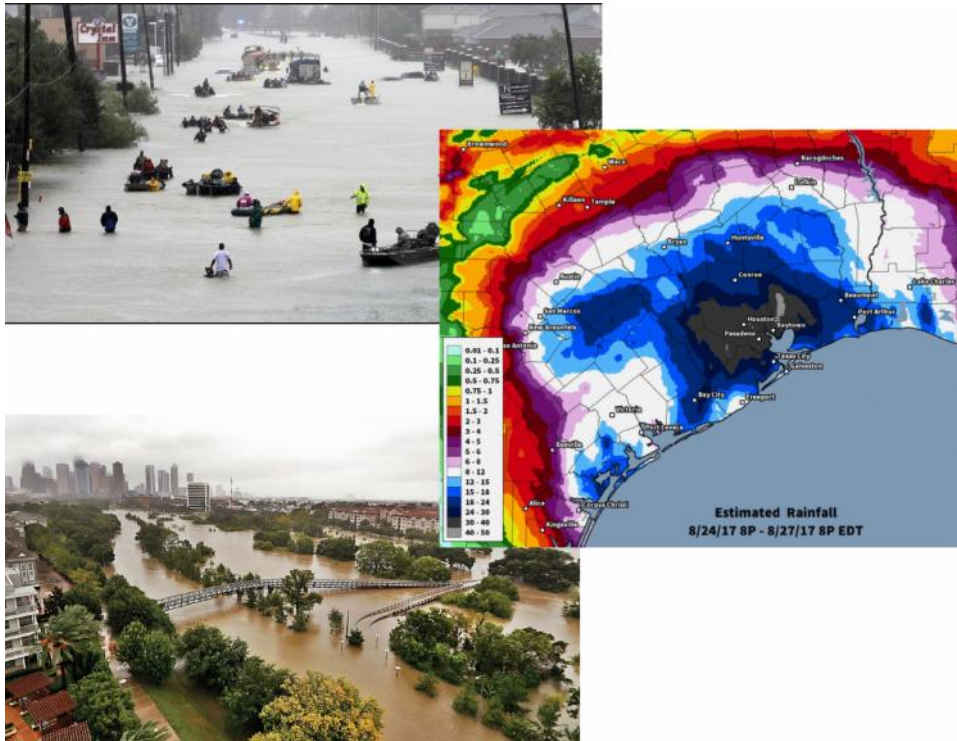 Crystal
Inn
Brownwood
Waco
Nacogdoches
Lufkin
Killeen
Temple
Bryan
Huntsville
Austin
Conroe
Lake Charles
Beaumont
San Marcos
Port Arthur
New Braunfels
Houston
Baytown
Pasadena
an Antonio
Texas City
Galveston
Bay City
Freeport
Victoria
Port Lavaca
Beeville
Alice
Corpus Christi
Kingsville
0.01 - 0.1
0.1 - 0.25
0.25 - 0.5
0.5 - 0.75
0.75 - 1
1 - 1.5
1.5 - 2
2 - 3
3 - 4
4 - 5
5 - 6
6 - 8
8 - 12
12 - 15
15 - 18
18 - 24
24 - 30
30 - 40
40 - 50
Estimated Rainfall
8/24/17 8P - 8/27/17 8P EDT